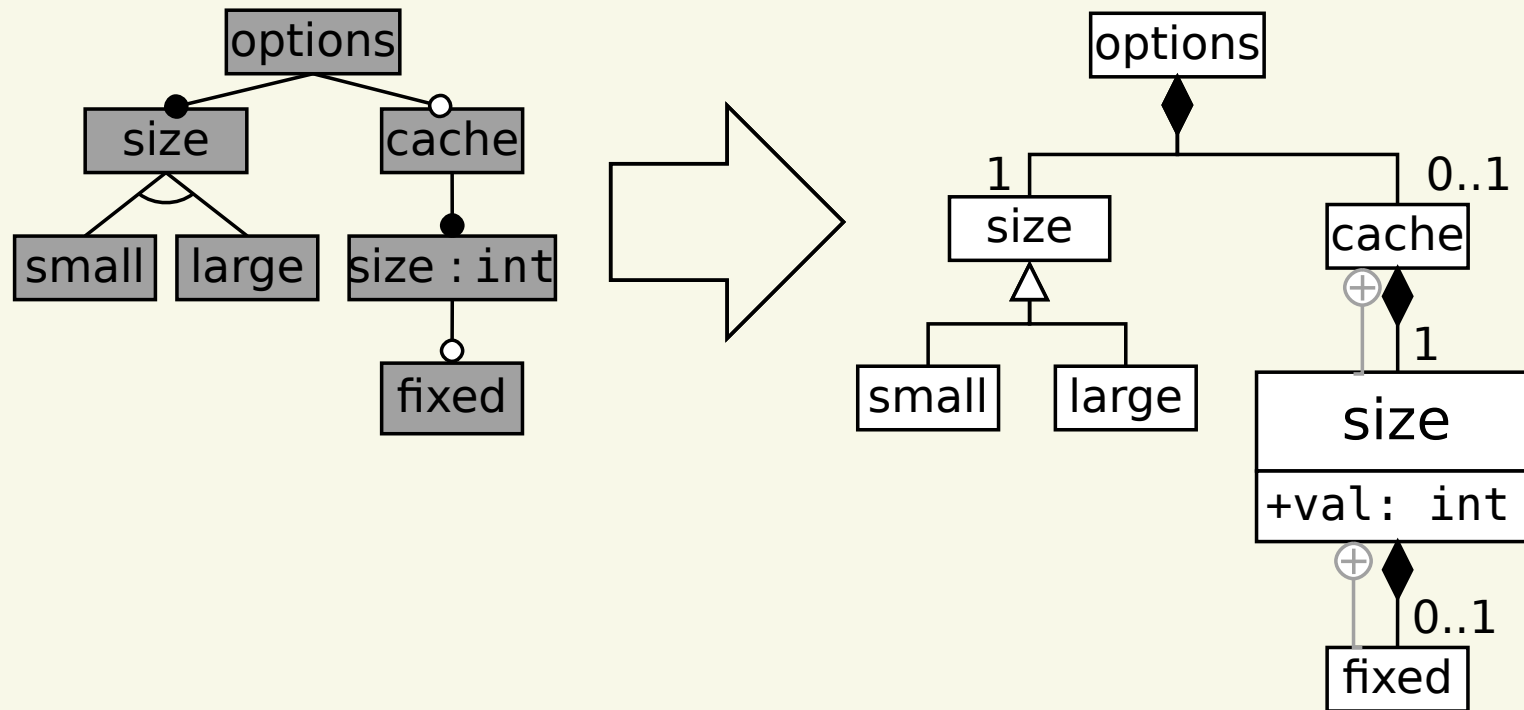 options
size
cache
small
large
size : int
fixed
options
1
0..1
size
cache
1
small
large
size
+val: int
0..1
fixed